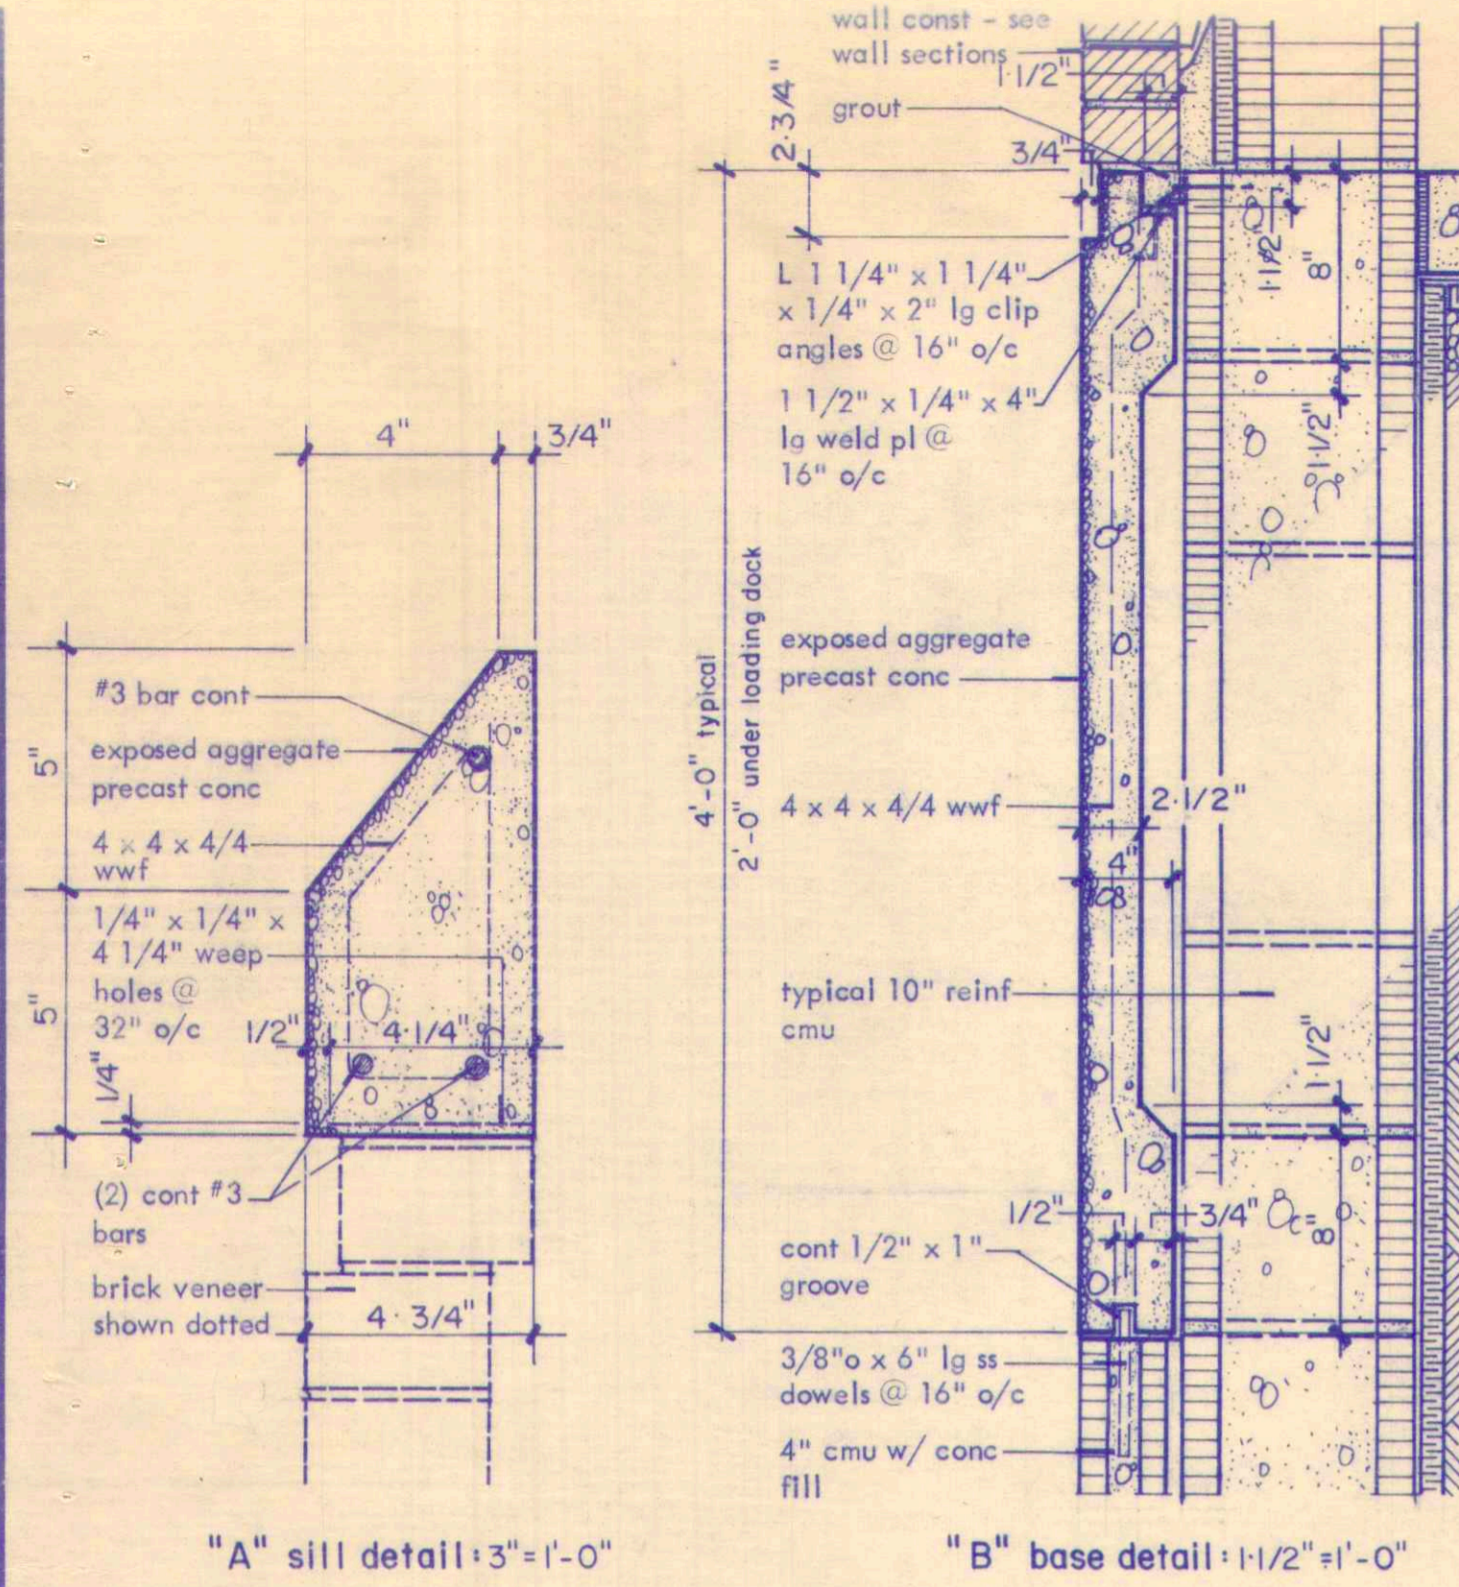 4"
3/4"
#3 bar cont
exposed aggregate
precast conc
5"
4 x 4 x 4/4
wwf
1/4" x 1/4" x
4 1/4" weep
holes @
32" o/c
5"
1/2"
4·1/4"
1/4"
(2) cont #3
bars
brick veneer
shown dotted
4·3/4"
"A" sill detail: 3"=1'-0"
wall const - see
wall sections
1·1/2"
2·3/4"
grout
3/4"
L 1 1/4" x 1 1/4"
x 1/4" x 2" lg clip
angles @ 16" o/c
1·1/2
8"
1 1/2" x 1/4" x 4"
lg weld pl @
16" o/c
1·1/2"
4'-0" typical
2'-0" under loading dock
exposed aggregate
precast conc
4 x 4 x 4/4 wwf
2·1/2"
4"
typical 10" reinf
cmu
1·1/2"
1/2"
3/4"
8"
cont 1/2" x 1"
groove
3/8"o x 6" lg ss
dowels @ 16" o/c
4" cmu w/ conc
fill
"B" base detail: 1·1/2"=1'-0"